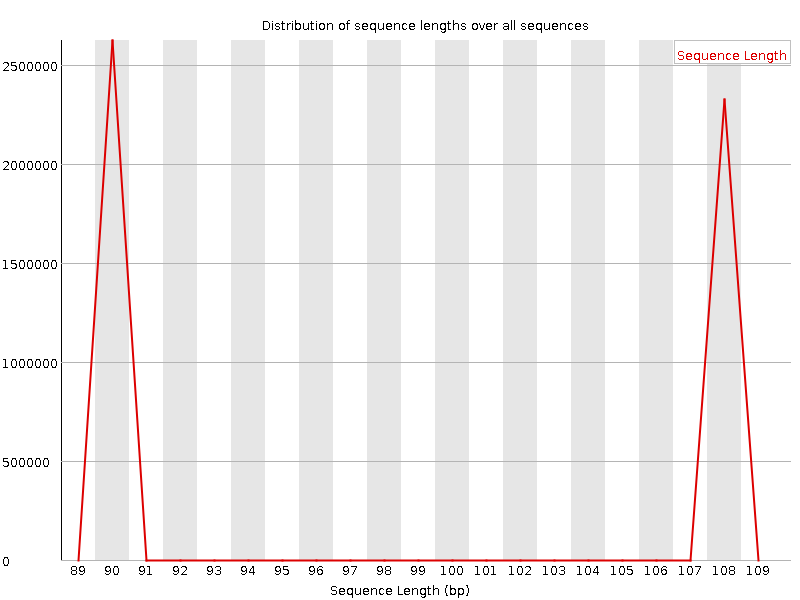 Distribution of sequence lengths over all sequences
Sequence Length
2500000
2000000
1500000
1000000
500000
0
89 90 91 92 93 94 95 96 97 98 99 100 101 102 103 104 105 106 107 108 109
Sequence Length (bp)